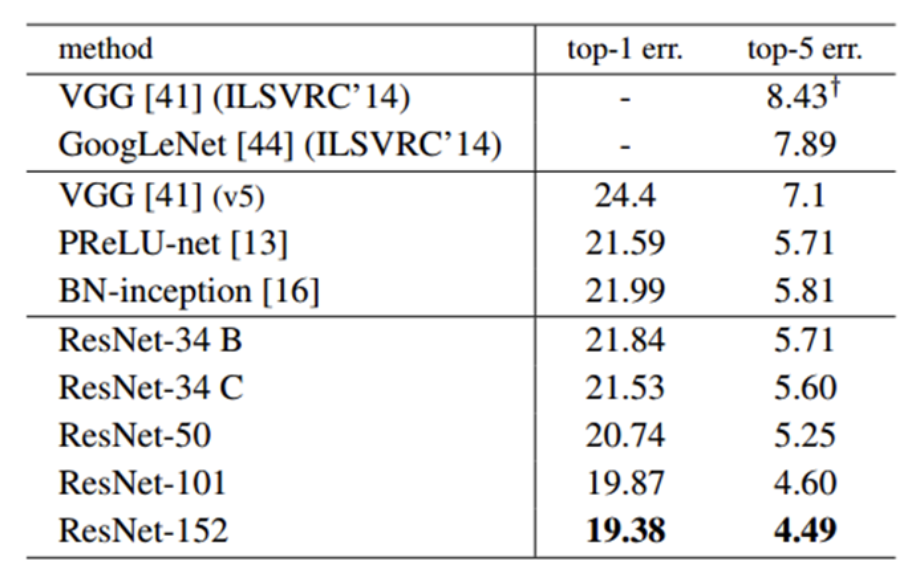 method top-1 err. top-5 err.
VGG [41] (ILSVRC’14) - 8.43†
GoogLeNet [44] (ILSVRC’14) - 7.89
VGG [41] (v5) 24.4 7.1
PReLU-net [13] 21.59 5.71
BN-inception [16] 21.99 5.81
ResNet-34 B 21.84 5.71
ResNet-34 C 21.53 5.60
ResNet-50 20.74 5.25
ResNet-101 19.87 4.60
ResNet-152 19.38 4.49